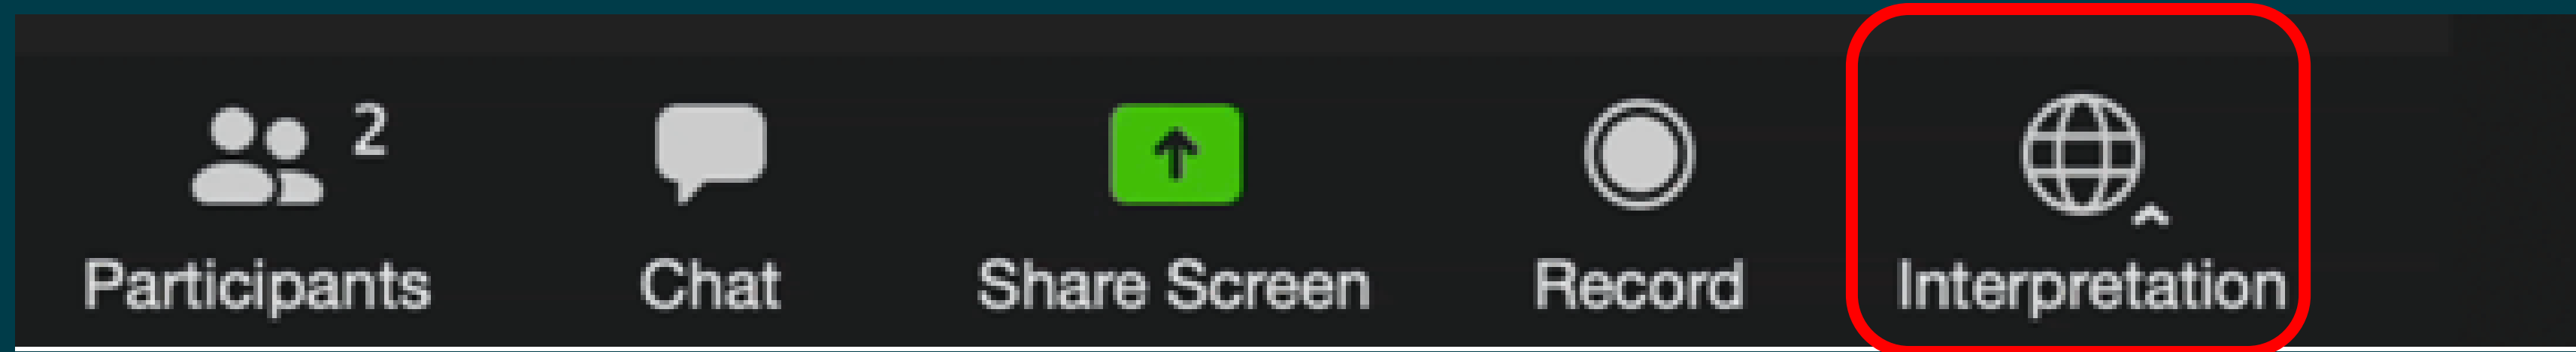 2
Participants
Chat
Share Screen
Record
Interpretation